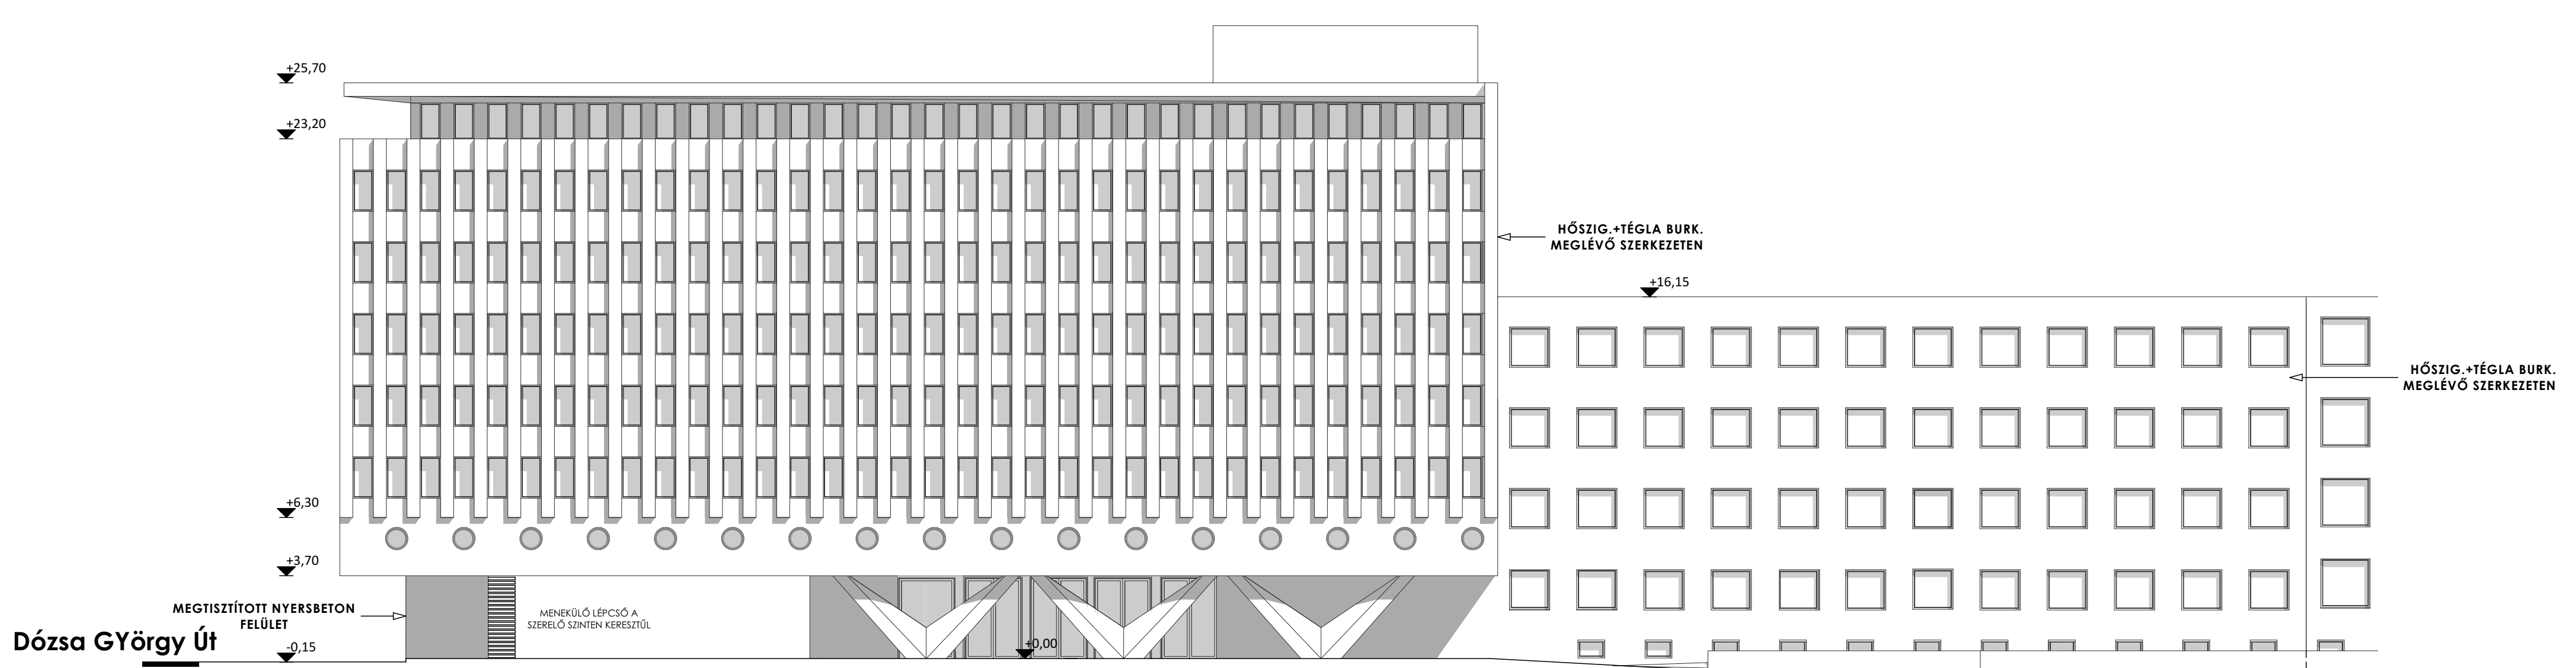 +25,70
+23,20
HŐSZIG.+TÉGLA BURK.
MEGLÉVŐ SZERKEZETEN
+16,15
HŐSZIG.+TÉGLA BURK.
MEGLÉVŐ SZERKEZETEN
+6,30
+3,70
MEGTISZTÍTOTT NYERSBETON
FELÜLET
MENEKÜLŐ LÉPCSŐ A
SZERELŐ SZINTEN KERESZTŰL
Dózsa GYörgy Út
-0,15
+0,00